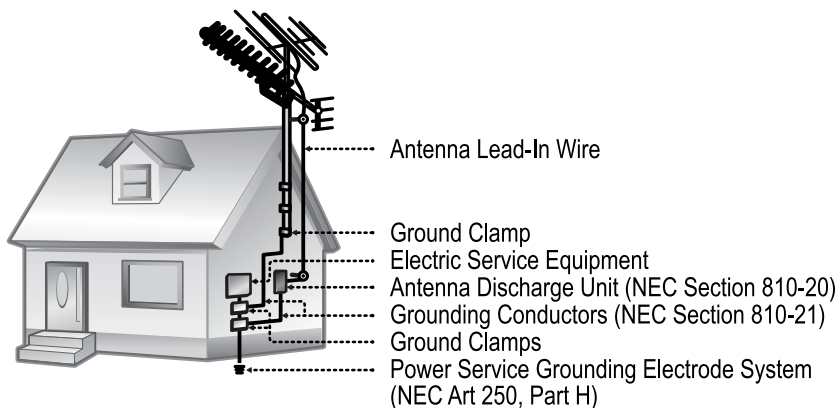 Antenna Lead-In Wire
Ground Clamp
Electric Service Equipment
Antenna Discharge Unit (NEC Section 810-20)
Grounding Conductors (NEC Section 810-21)
Ground Clamps
Power Service Grounding Electrode System
(NEC Art 250, Part H)